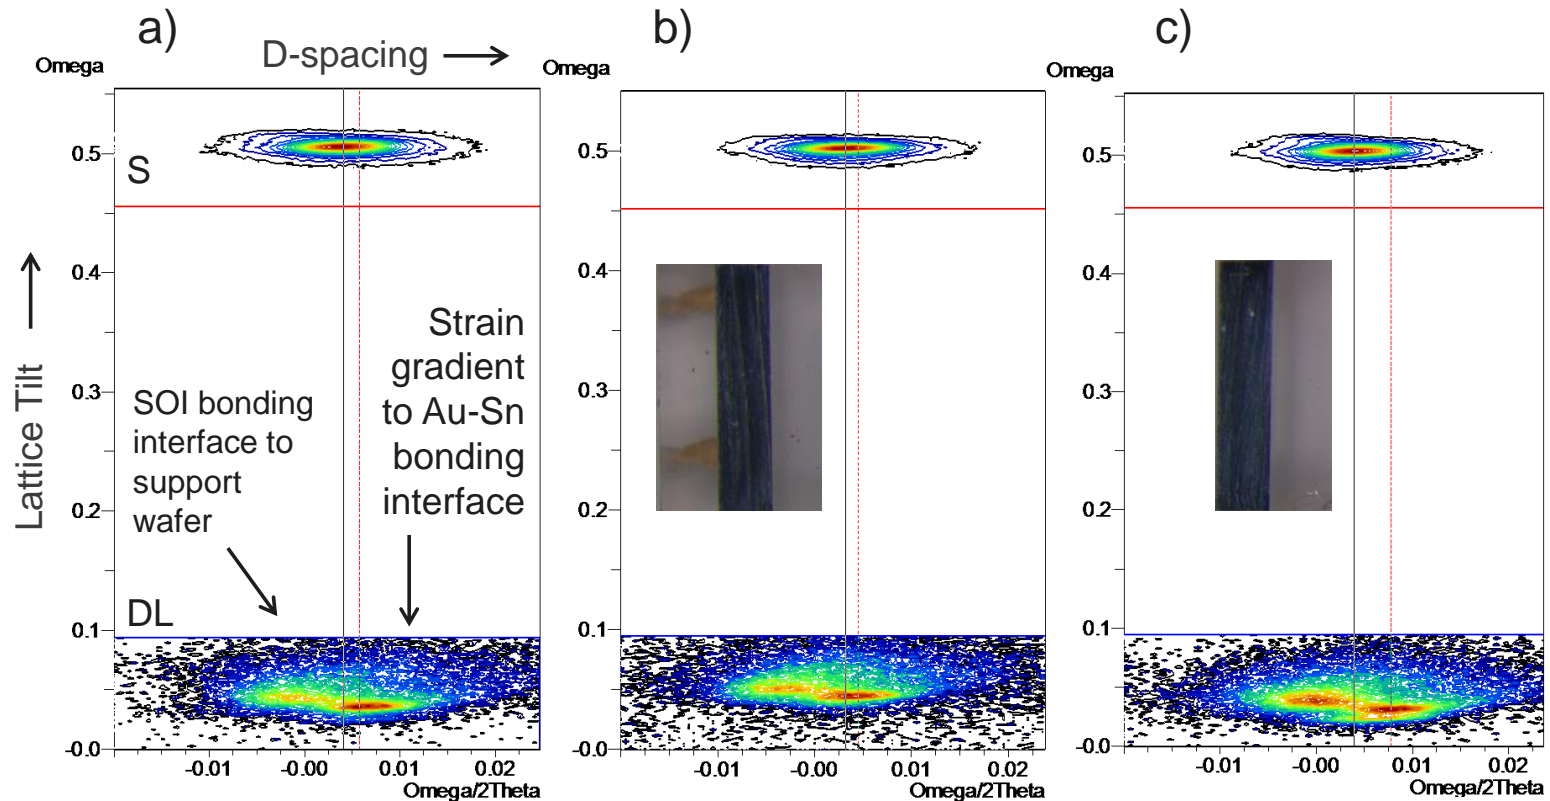 a)
D-spacing
Omega
0.5
S
0.4
0.3
0.2
0.1
-0.0
Lattice Tilt
Strain
gradient
to Au-Sn
bonding
interface
SOI bonding
interface to
support
wafer
DL
-0.01
-0.00
0.01
0.02
Omega/2Theta
b)
Omega
0.5
0.4
0.3
0.2
0.1
-0.0
-0.01
-0.00
0.01
0.02
Omega/2Theta
c)
Omega
0.5
0.4
0.3
0.2
0.1
-0.0
-0.01
-0.00
0.01
0.02
Omega/2Theta